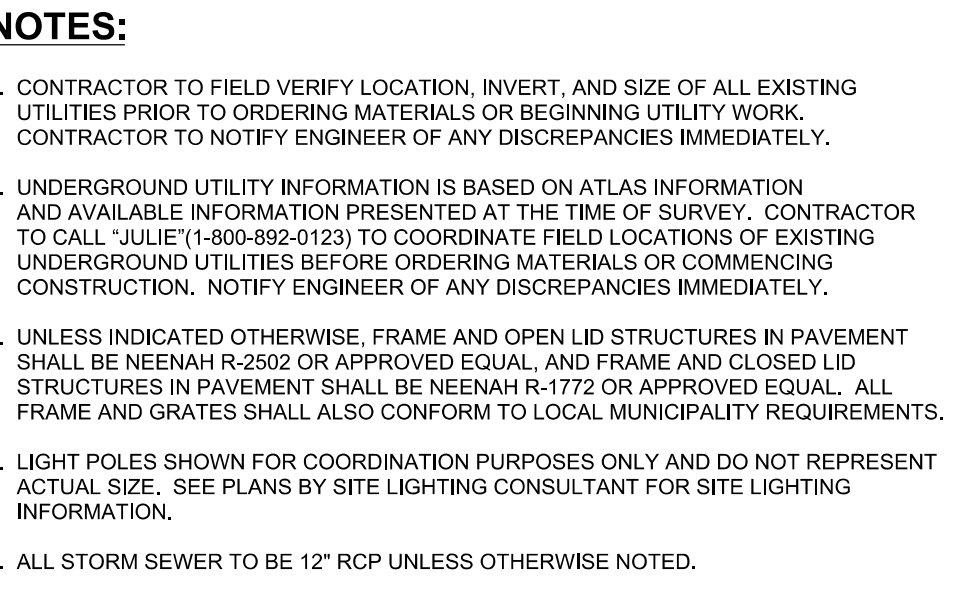 NOTES:
. CONTRACTOR TO FIELD VERIFY LOCATION, INVERT, AND SIZE OF ALL EXISTING
UTILITIES PRIOR TO ORDERING MATERIALS OR BEGINNING UTILITY WORK.
CONTRACTOR TO NOTIFY ENGINEER OF ANY DISCREPANCIES IMMEDIATELY.
. UNDERGROUND UTILITY INFORMATION IS BASED ON ATLAS INFORMATION
AND AVAILABLE INFORMATION PRESENTED AT THE TIME OF SURVEY. CONTRACTOR
TO CALL “JULIE”(1-800-892-0123) TO COORDINATE FIELD LOCATIONS OF EXISTING
UNDERGROUND UTILITIES BEFORE ORDERING MATERIALS OR COMMENCING
CONSTRUCTION. NOTIFY ENGINEER OF ANY DISCREPANCIES IMMEDIATELY.
. UNLESS INDICATED OTHERWISE, FRAME AND OPEN LID STRUCTURES IN PAVEMENT
SHALL BE NEENAH R-2502 OR APPROVED EQUAL, AND FRAME AND CLOSED LID
STRUCTURES IN PAVEMENT SHALL BE NEENAH R-1772 OR APPROVED EQUAL. ALL
FRAME AND GRATES SHALL ALSO CONFORM TO LOCAL MUNICIPALITY REQUIREMENTS.
. LIGHT POLES SHOWN FOR COORDINATION PURPOSES ONLY AND DO NOT REPRESENT
ACTUAL SIZE. SEE PLANS BY SITE LIGHTING CONSULTANT FOR SITE LIGHTING
INFORMATION.
. ALL STORM SEWER TO BE 12" RCP UNLESS OTHERWISE NOTED.